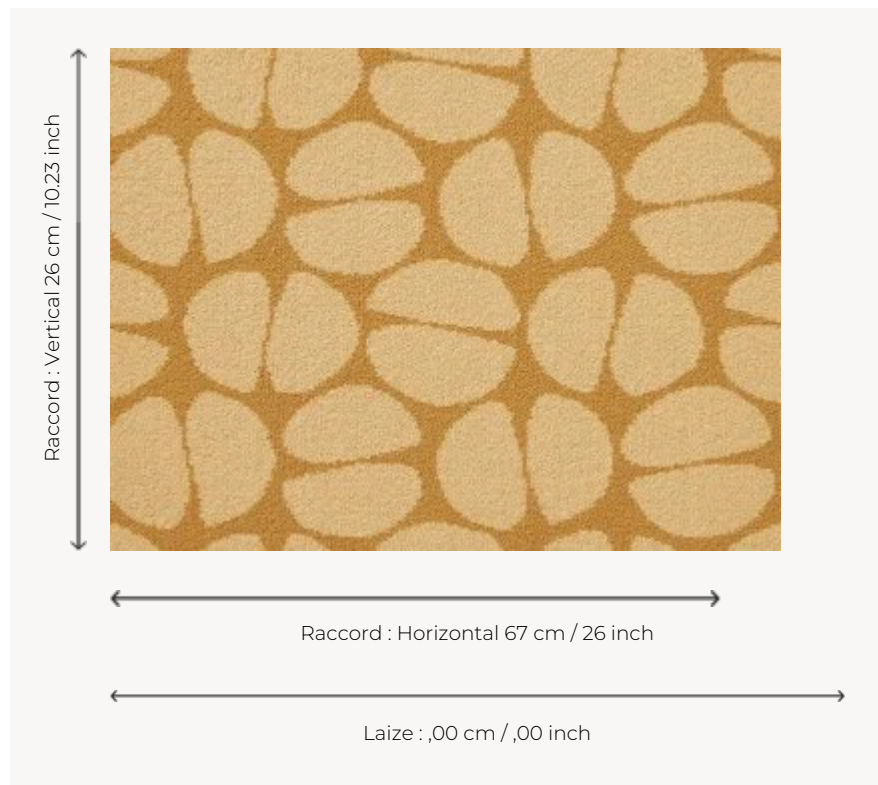 Raccord : Vertical 26 cm / 10.23 inch
Raccord : Horizontal 67 cm / 26 inch
Laize : ,00 cm / ,00 inch